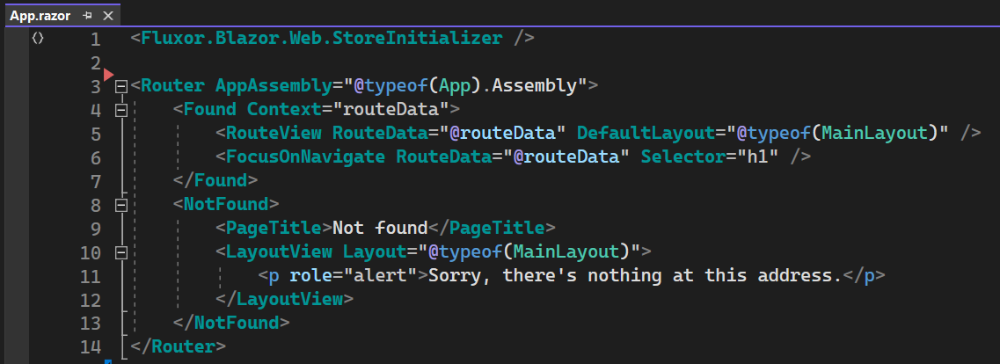 App.razor
1 <Fluxor.Blazor.Web.StoreInitializer />
2
3 <Router AppAssembly="@typeof(App).Assembly">
4     <Found Context="routeData">
5         <RouteView RouteData="@routeData" DefaultLayout="@typeof(MainLayout)" />
6         <FocusOnNavigate RouteData="@routeData" Selector="h1" />
7     </Found>
8     <NotFound>
9         <PageTitle>Not found</PageTitle>
10         <LayoutView Layout="@typeof(MainLayout)">
11             <p role="alert">Sorry, there's nothing at this address.</p>
12         </LayoutView>
13     </NotFound>
14 </Router>